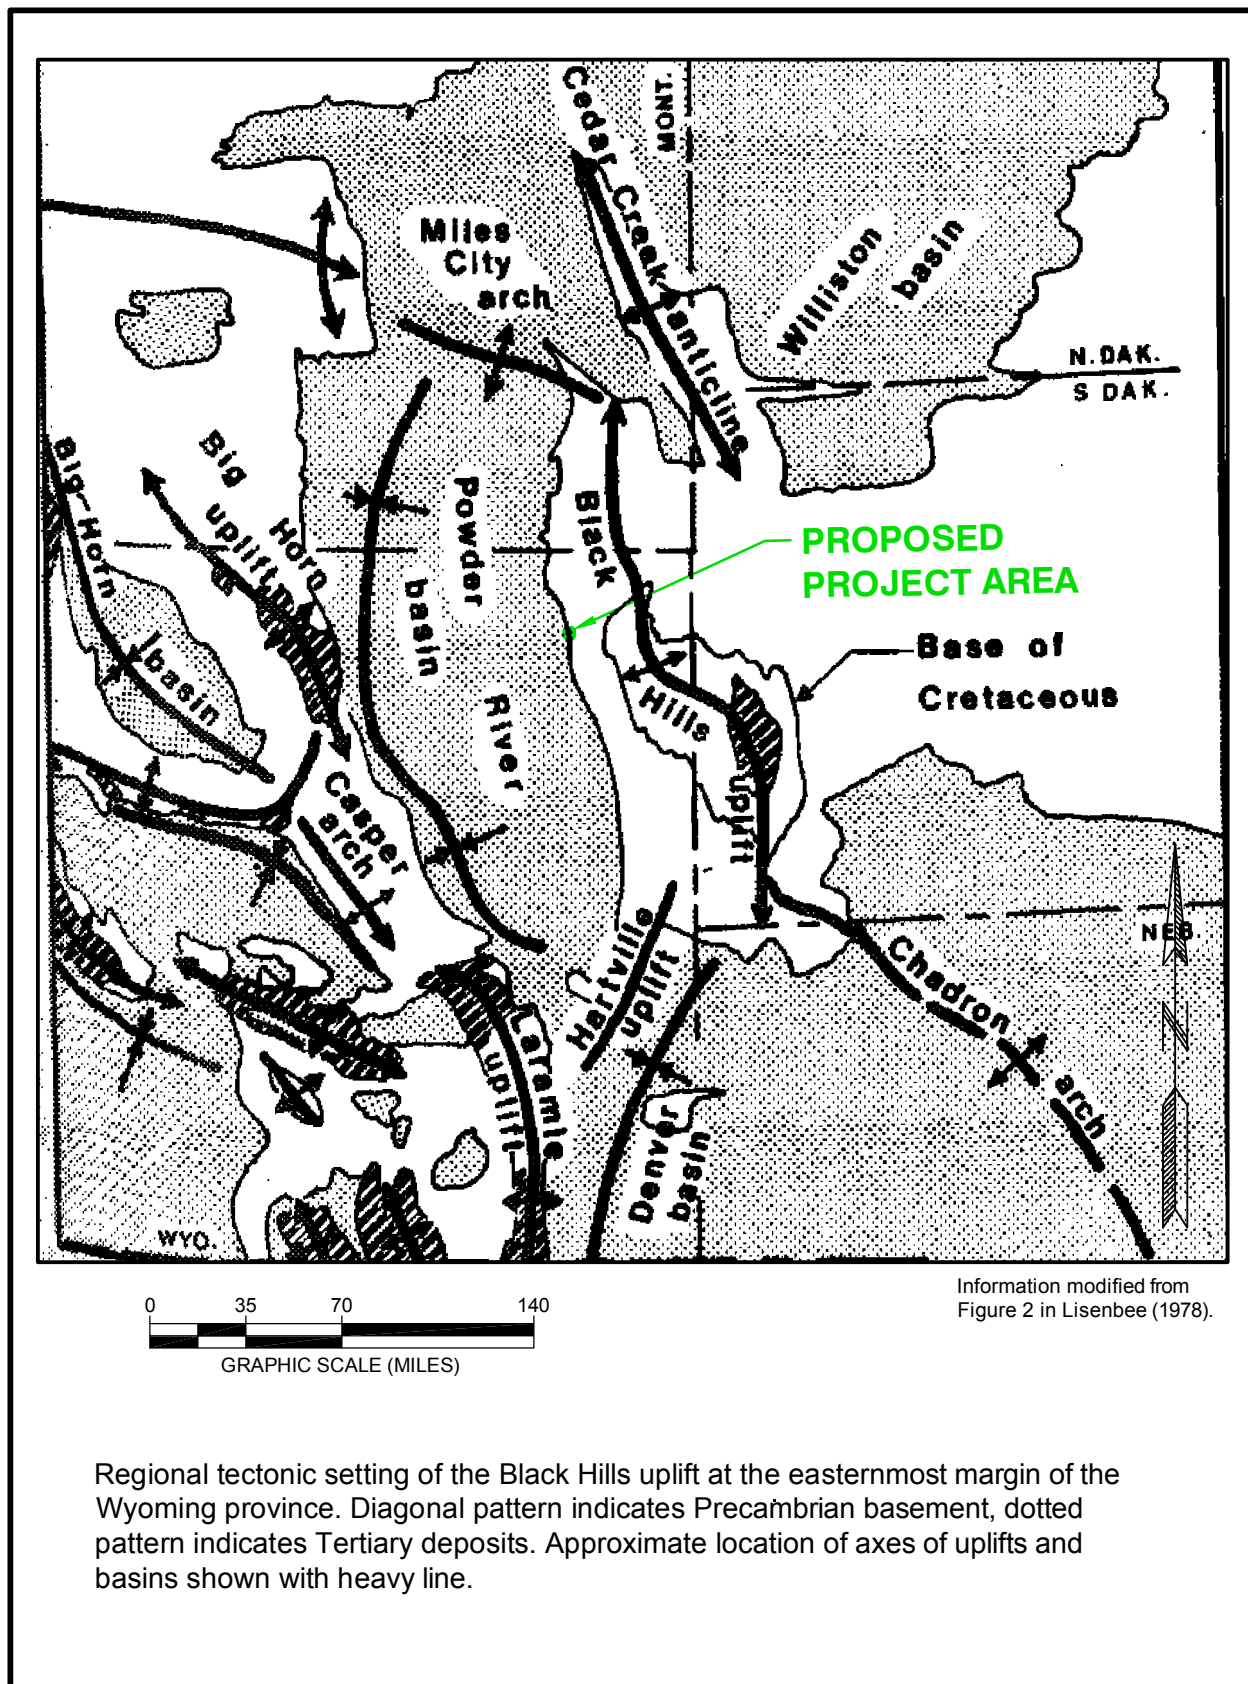 Cedar Creek anticline
MONT.
Miles
City
arch
Williston
basin
N. DAK.
S DAK.
Big Horn
uplift
Big-Horn
basin
Powder
River
basin
Black
Hills
uplift
PROPOSED
PROJECT AREA
Base of
Cretaceous
Casper
arch
Hartville
uplift
NEB.
Chadron
arch
Laramie
uplift
Denver
basin
WYO.
0 35 70 140
GRAPHIC SCALE (MILES)
Information modified from
Figure 2 in Lisenbee (1978).
Regional tectonic setting of the Black Hills uplift at the easternmost margin of the
Wyoming province. Diagonal pattern indicates Precambrian basement, dotted
pattern indicates Tertiary deposits. Approximate location of axes of uplifts and
basins shown with heavy line.